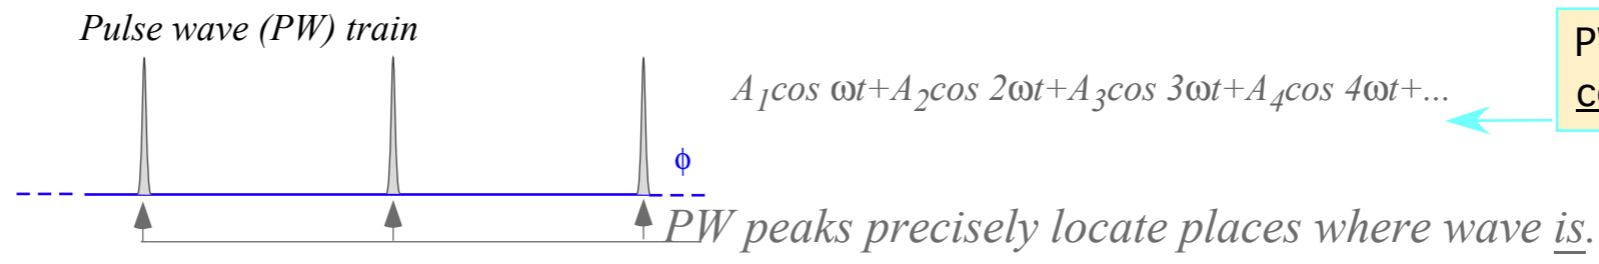 Pulse wave (PW) train
A₁cos ωt+A₂cos 2ωt+A₃cos 3ωt+A₄cos 4ωt+...
ϕ
PW peaks precisely locate places where wave is.